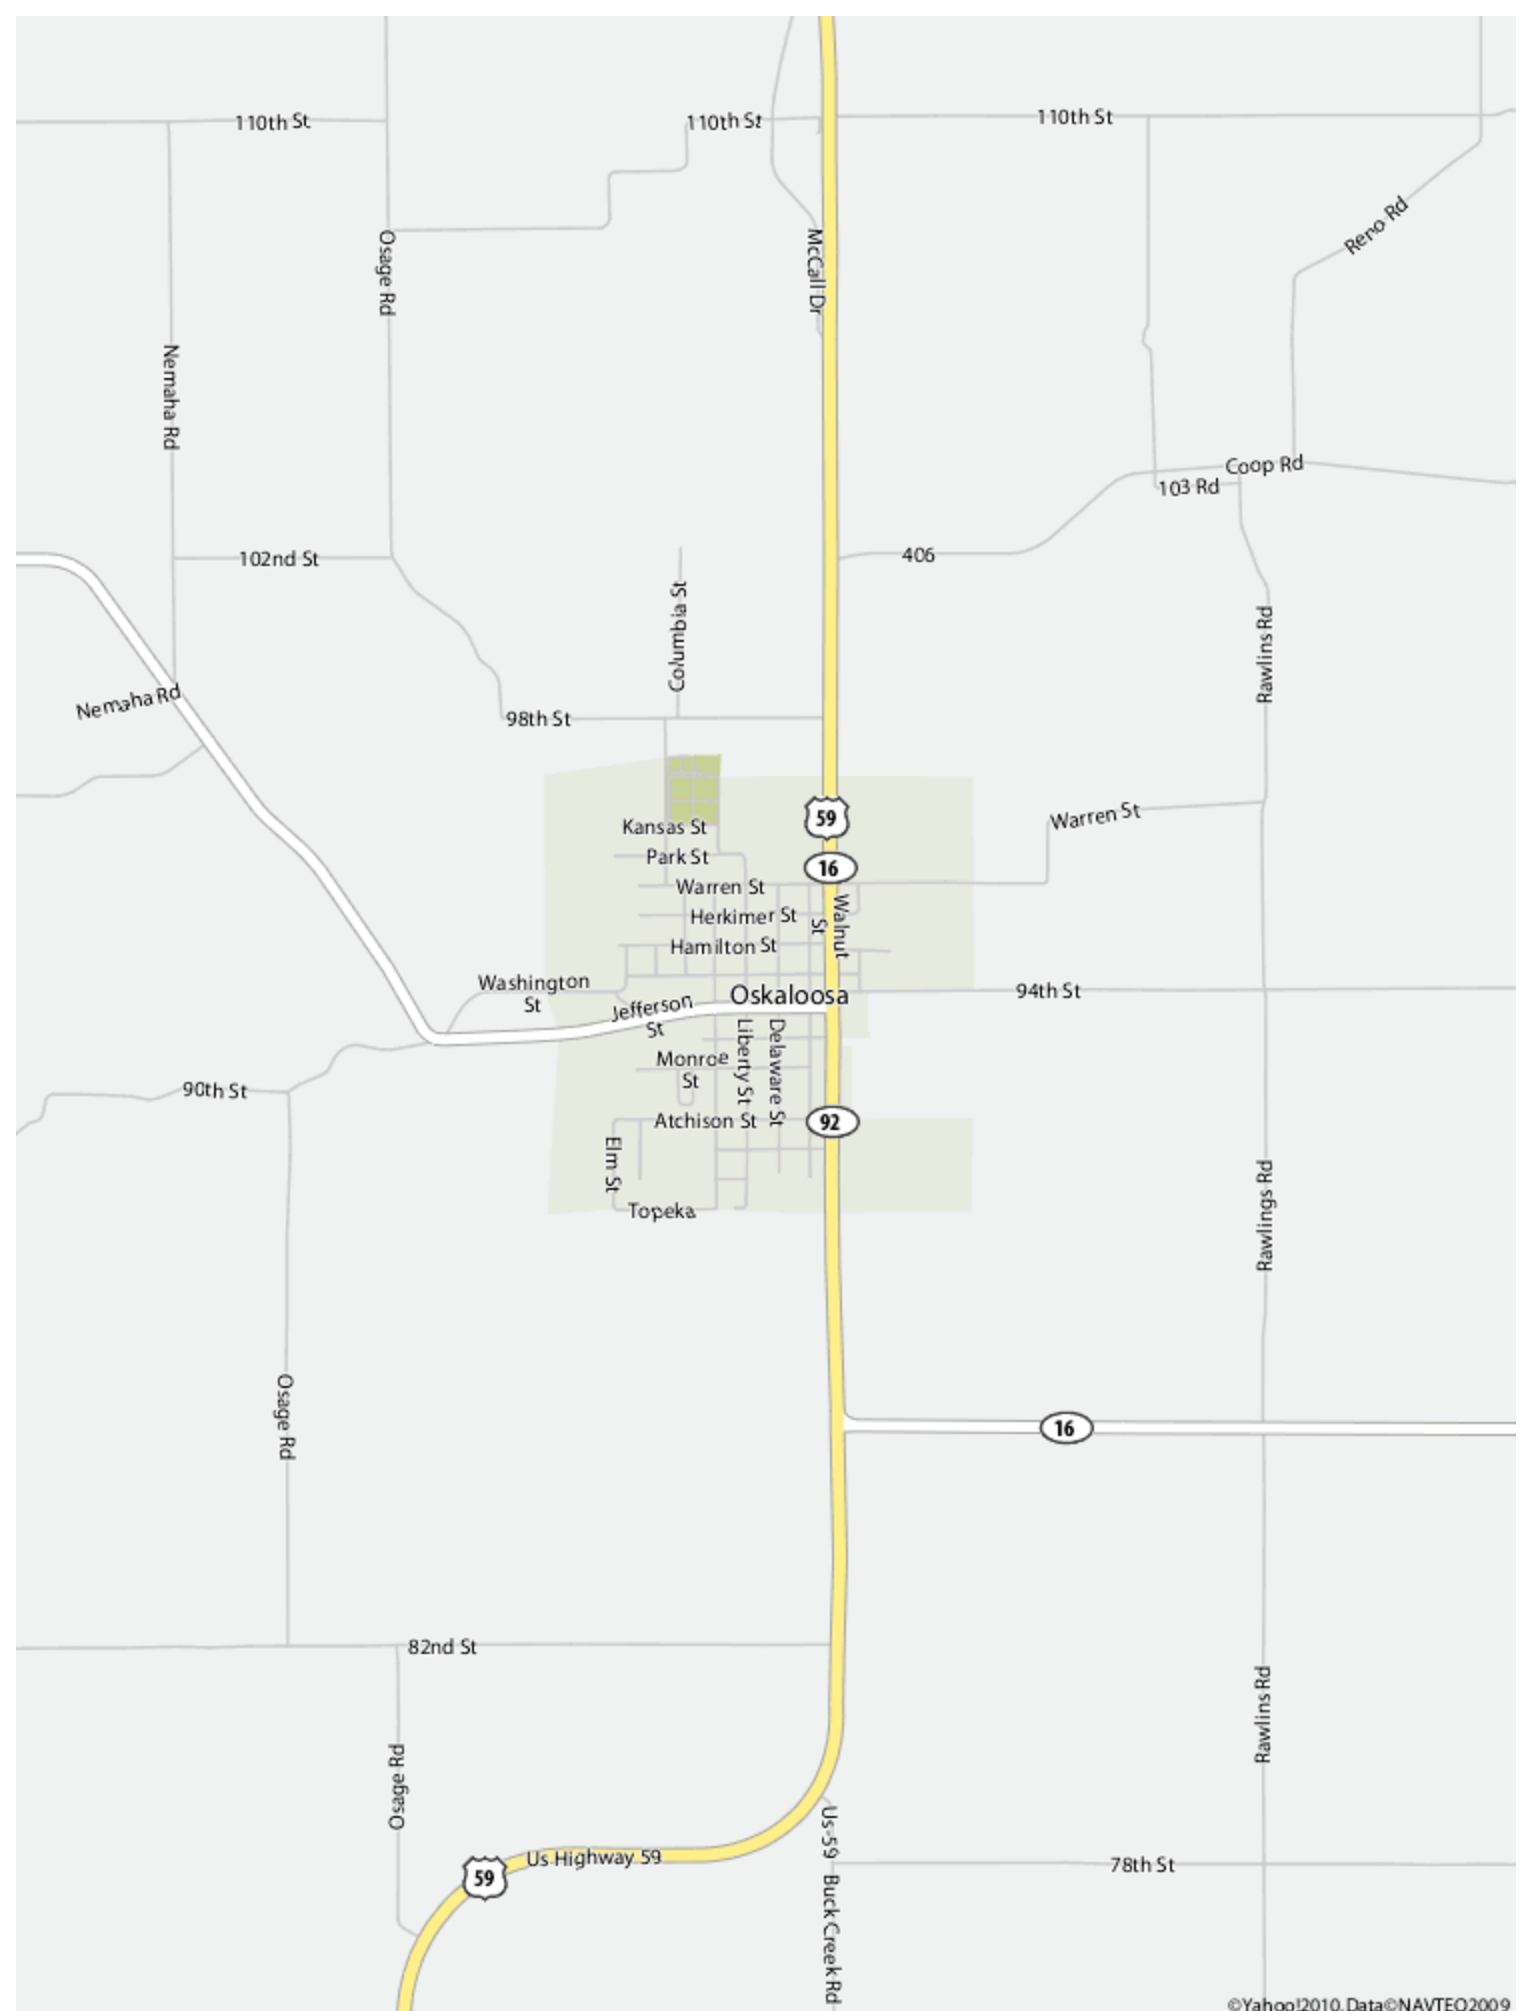 110th St
110th St
110th St
Reno Rd
Osage Rd
McCall Dr
Nemaha Rd
Coop Rd
103 Rd
102nd St
406
Columbia St
Rawlins Rd
Nemaha Rd
98th St
59
Warren St
Kansas St
Park St
16
Warren St
Herkimer St
Walnut
St
Hamilton St
Washington
St
Oskaloosa
94th St
Jefferson
St
Liberty St
Delaware St
Monroe
St
90th St
Atchison St
92
Elm St
Topeka
Rawlings Rd
Osage Rd
16
82nd St
Rawlins Rd
Osage Rd
Us-59
Us Highway 59
59
78th St
Buck Creek Rd
©Yahoo!2010,Data©NAVTEQ2009